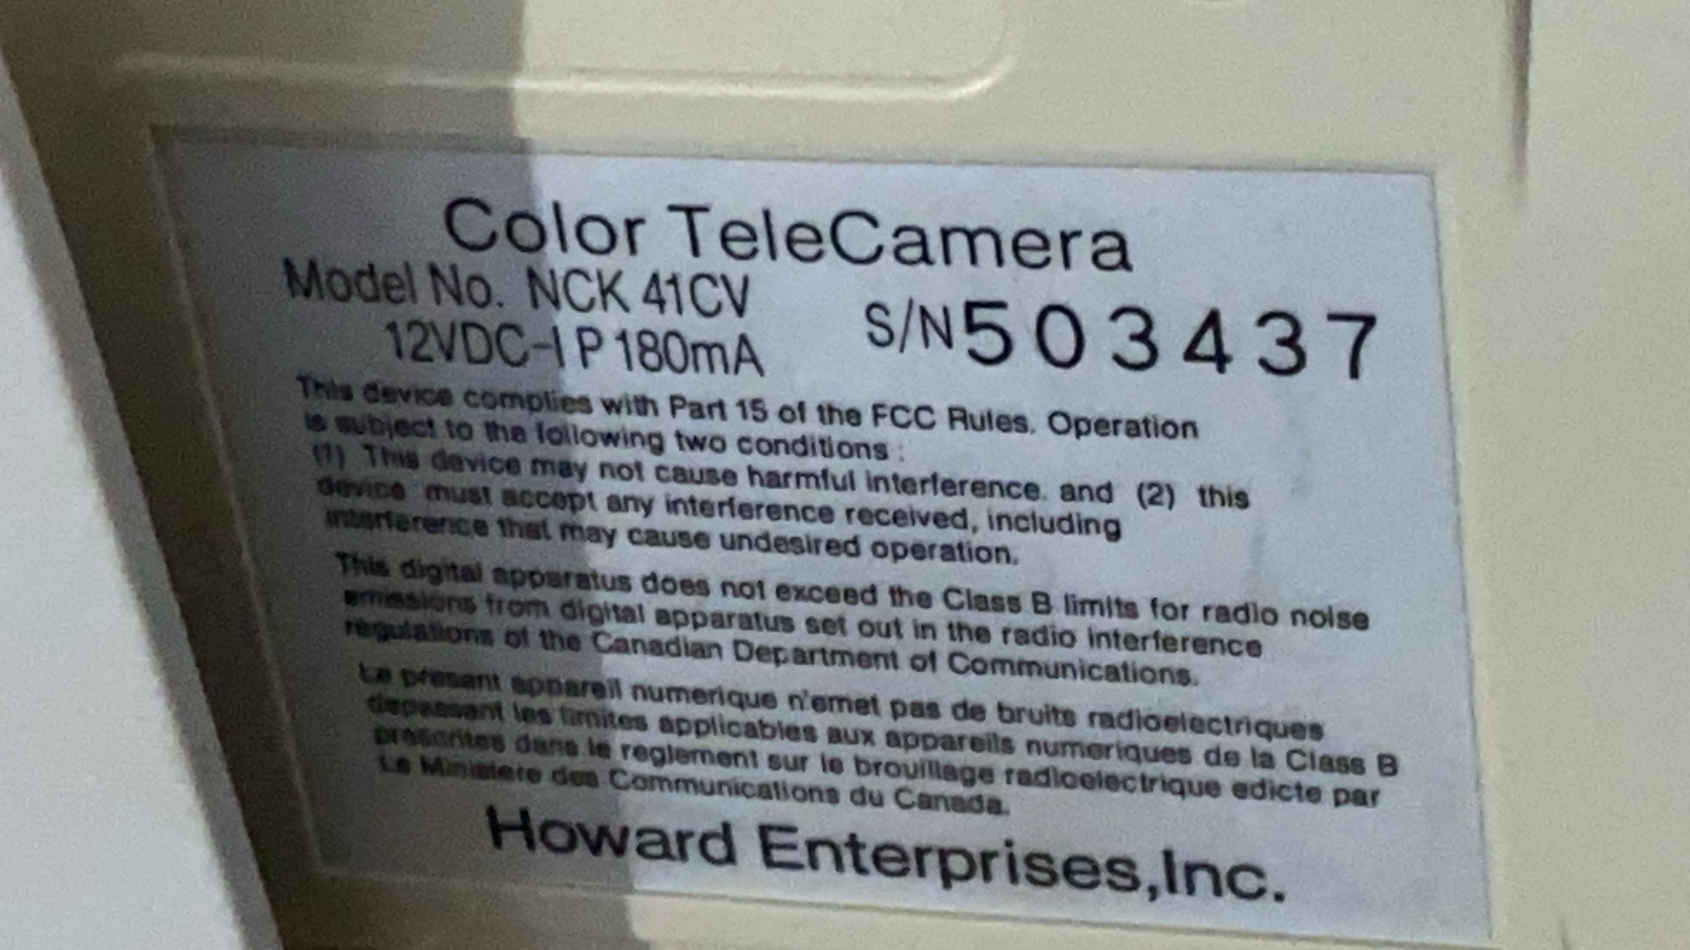 Color TeleCamera
Model No. NCK 41CV
12VDC-IP 180mA
S/N 503437
This device complies with Part 15 of the FCC Rules. Operation
is subject to the following two conditions :
(1) This device may not cause harmful interference. and (2) this
device must accept any interference received, including
interference that may cause undesired operation.
This digital apparatus does not exceed the Class B limits for radio noise
emissions from digital apparatus set out in the radio interference
regulations of the Canadian Department of Communications.
Le present appareil numerique n'emet pas de bruits radioelectriques
depassant les limites applicables aux appareils numeriques de la Class B
prescrites dans le reglement sur le brouillage radioelectrique edicte par
Le Ministere des Communications du Canada.
Howard Enterprises,Inc.